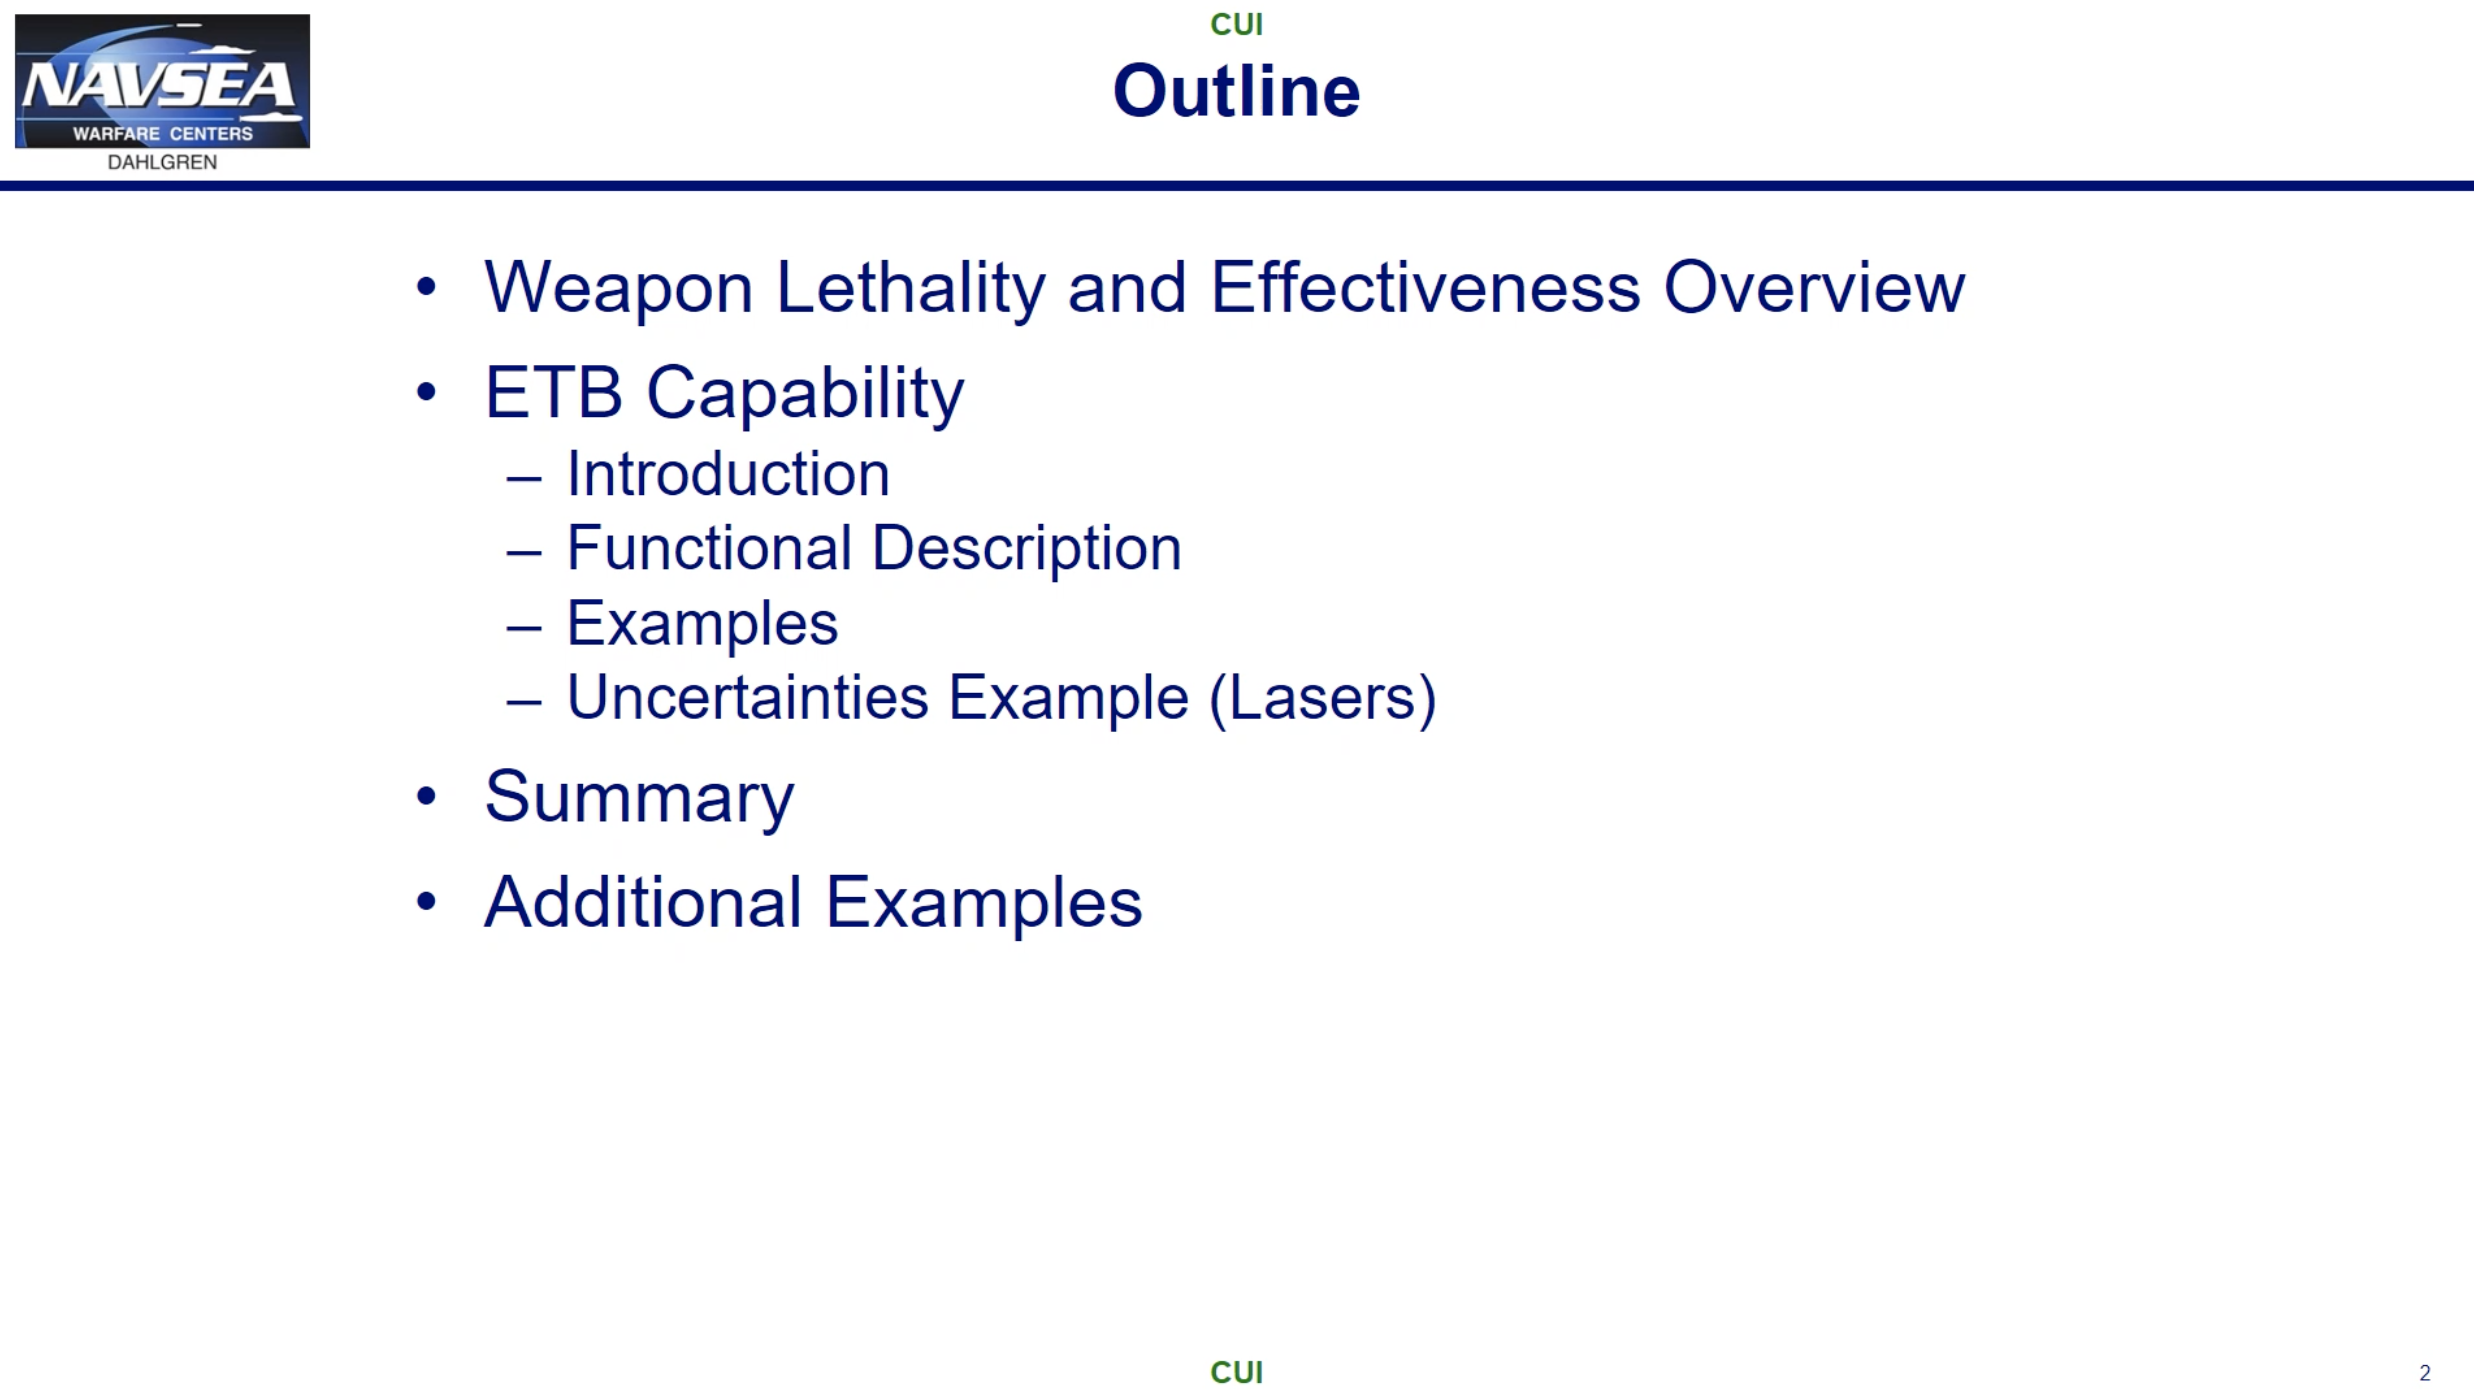 CUI
NAVSEA
WARFARE CENTERS
DAHLGREN
Outline
• Weapon Lethality and Effectiveness Overview
• ETB Capability
– Introduction
– Functional Description
– Examples
– Uncertainties Example (Lasers)
• Summary
• Additional Examples
CUI
2